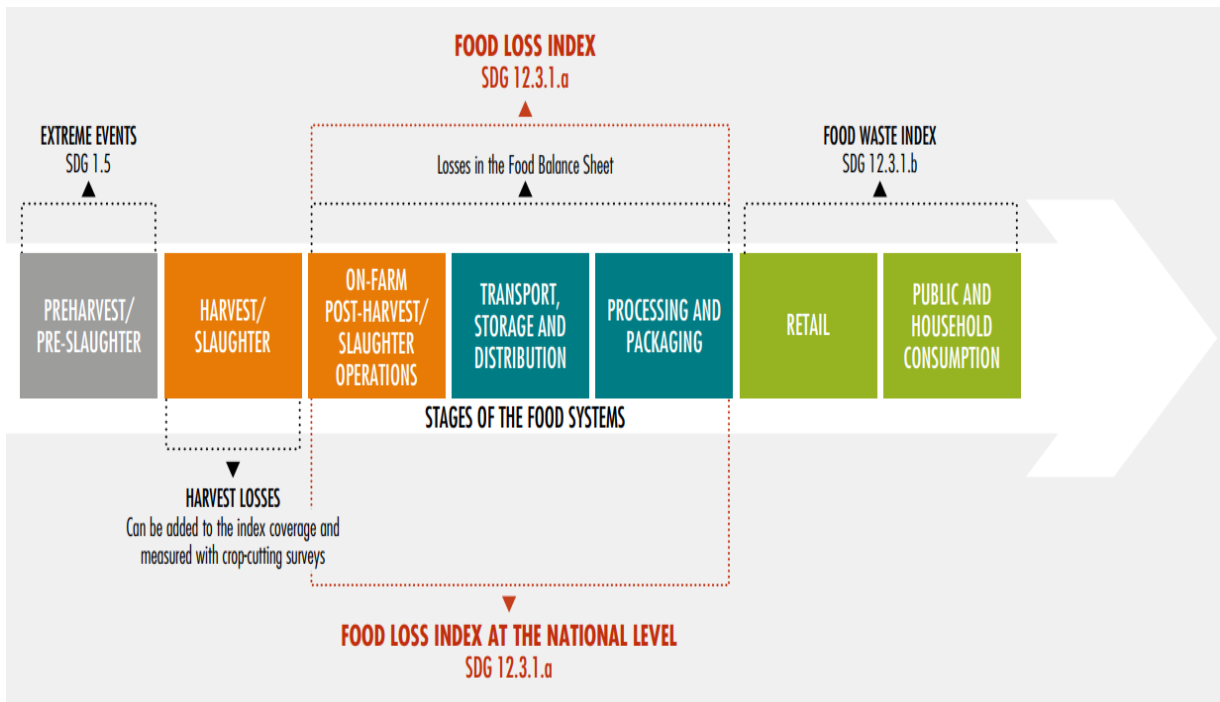 FOOD LOSS INDEX
SDG 12.3.1.a
EXTREME EVENTS
SDG 1.5
Losses in the Food Balance Sheet
FOOD WASTE INDEX
SDG 12.3.1.b
PREHARVEST/
PRE-SLAUGHTER
HARVEST/
SLAUGHTER
ON-FARM
POST-HARVEST/
SLAUGHTER
OPERATIONS
TRANSPORT,
STORAGE AND
DISTRIBUTION
PROCESSING AND
PACKAGING
RETAIL
PUBLIC AND
HOUSEHOLD
CONSUMPTION
STAGES OF THE FOOD SYSTEMS
HARVEST LOSSES
Can be added to the index coverage and
measured with crop-cutting surveys
FOOD LOSS INDEX AT THE NATIONAL LEVEL
SDG 12.3.1.a